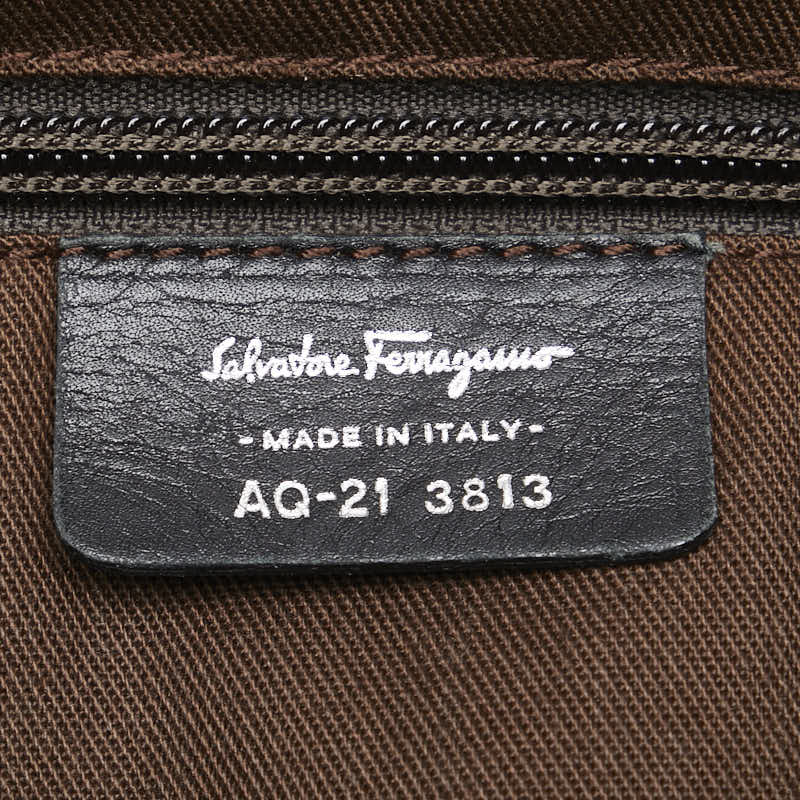 Salvatore Ferragamo
- MADE IN ITALY -
AQ-21 3813